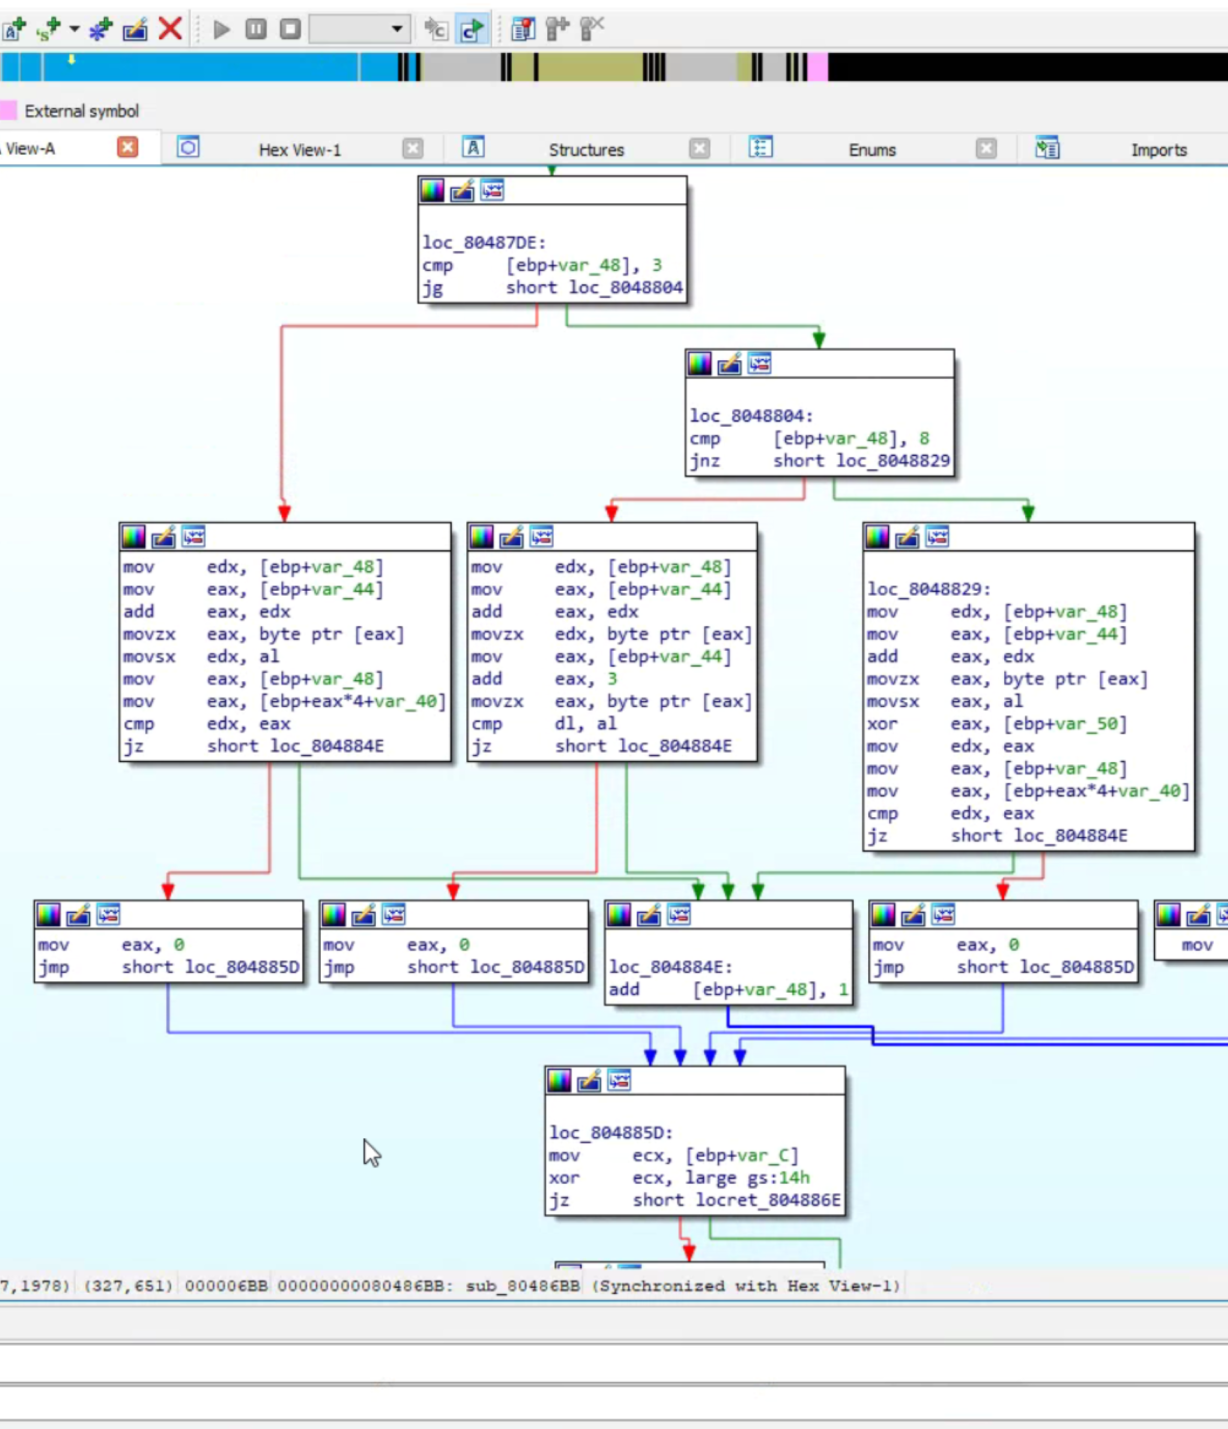 External symbol
View-A
Hex View-1
Structures
Enums
Imports
loc_80487DE:
cmp [ebp+var_48], 3
jg short loc_8048804
loc_8048804:
cmp [ebp+var_48], 8
jnz short loc_8048829
mov edx, [ebp+var_48]
mov eax, [ebp+var_44]
add eax, edx
movzx eax, byte ptr [eax]
movsx edx, al
mov eax, [ebp+var_48]
mov eax, [ebp+eax*4+var_40]
cmp edx, eax
jz short loc_804884E
mov edx, [ebp+var_48]
mov eax, [ebp+var_44]
add eax, edx
movzx edx, byte ptr [eax]
mov eax, [ebp+var_44]
add eax, 3
movzx eax, byte ptr [eax]
cmp dl, al
jz short loc_804884E
loc_8048829:
mov edx, [ebp+var_48]
mov eax, [ebp+var_44]
add eax, edx
movzx eax, byte ptr [eax]
movsx eax, al
xor eax, [ebp+var_50]
mov edx, eax
mov eax, [ebp+var_48]
mov eax, [ebp+eax*4+var_40]
cmp edx, eax
jz short loc_804884E
mov eax, 0
jmp short loc_804885D
mov eax, 0
jmp short loc_804885D
loc_804884E:
add [ebp+var_48], 1
mov eax, 0
jmp short loc_804885D
mov
loc_804885D:
mov ecx, [ebp+var_C]
xor ecx, large gs:14h
jz short locret_804886E
7,1978) (327,651) 000006BB 00000000080486BB: sub_80486BB (Synchronized with Hex View-1)